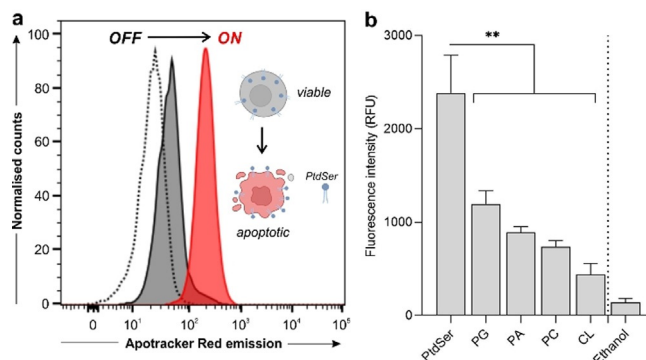 a
OFF ON
viable
PtdSer
apoptotic
Normalised counts
100
80
60
40
20
0
0 10¹ 10² 10³ 10⁴ 10⁵
Apotracker Red emission
b
**
Fluorescence intensity (RFU)
3000
2000
1000
0
PtdSer PG PA PC CL Ethanol